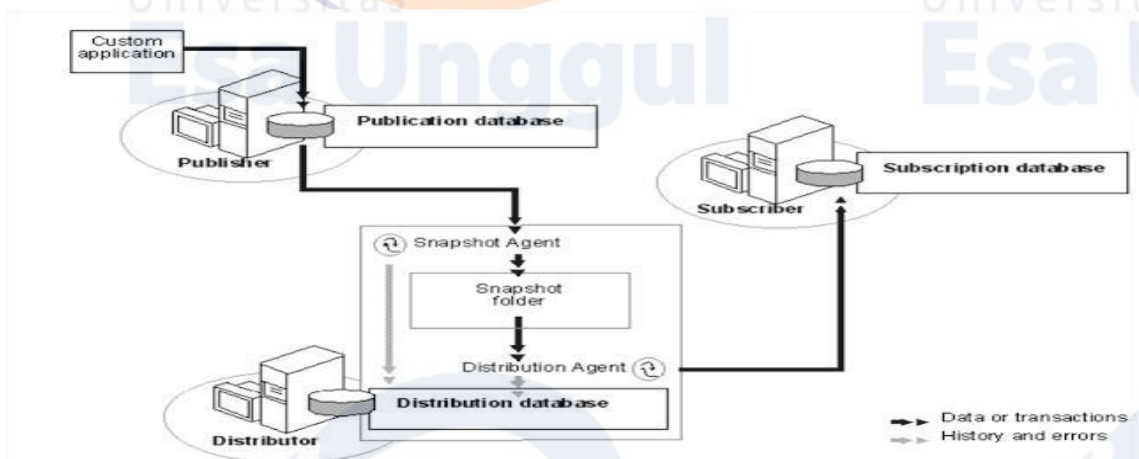 Universitas
Universitas
Esa Unggul
Esa U
Custom
application
Publication database
Publisher
Subscription database
Subscriber
Snapshot Agent
Snapshot
folder
Distribution Agent
Distribution database
Distributor
Data or transactions
History and errors